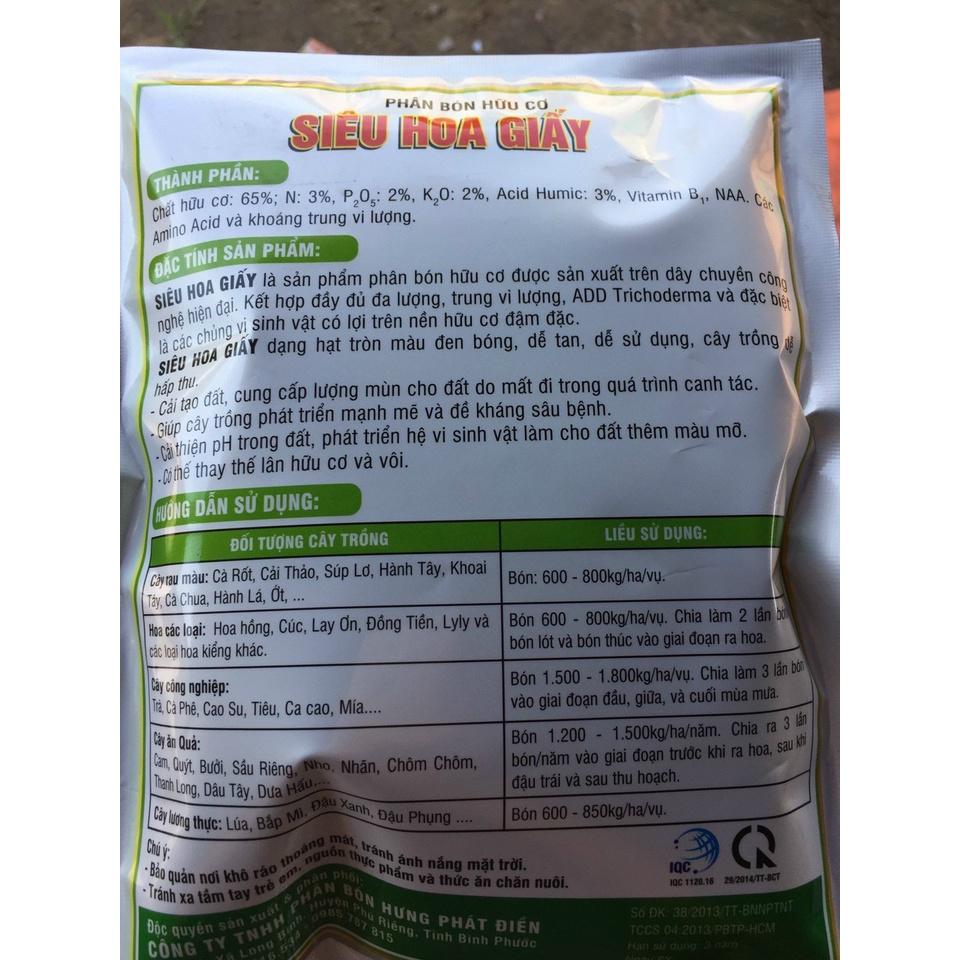 PHÂN BÓN HỮU CƠ
SIÊU HOA GIẤY
THÀNH PHẦN:
Chất hữu cơ: 65%; N: 3%, P₂O₅: 2%, K₂O: 2%, Acid Humic: 3%, Vitamin B₁, NAA. Các
Amino Acid và khoáng trung vi lượng.
ĐẶC TÍNH SẢN PHẨM:
SIÊU HOA GIẤY là sản phẩm phân bón hữu cơ được sản xuất trên dây chuyền công
nghệ hiện đại. Kết hợp đầy đủ đa lượng, trung vi lượng, ADD Trichoderma và đặc biệt
là các chủng vi sinh vật có lợi trên nền hữu cơ đậm đặc.
SIÊU HOA GIẤY dạng hạt tròn màu đen bóng, dễ tan, dễ sử dụng, cây trồng dễ
hấp thu.
- Cải tạo đất, cung cấp lượng mùn cho đất do mất đi trong quá trình canh tác.
- Giúp cây trồng phát triển mạnh mẽ và đề kháng sâu bệnh.
- Cải thiện pH trong đất, phát triển hệ vi sinh vật làm cho đất thêm màu mỡ.
- Có thể thay thế lân hữu cơ và vôi.
HƯỚNG DẪN SỬ DỤNG:
ĐỐI TƯỢNG CÂY TRỒNG
LIỀU SỬ DỤNG:
Cây rau màu: Cà Rốt, Cải Thảo, Súp Lơ, Hành Tây, Khoai
Tây, Cà Chua, Hành Lá, Ớt, ...
Bón: 600 - 800kg/ha/vụ.
Hoa các loại: Hoa hồng, Cúc, Lay Ơn, Đồng Tiền, Lyly và
các loại hoa kiểng khác.
Bón 600 - 800kg/ha/vụ. Chia làm 2 lần bón
bón lót và bón thúc vào giai đoạn ra hoa.
Cây công nghiệp:
Trà, Cà Phê, Cao Su, Tiêu, Ca cao, Mía....
Bón 1.500 - 1.800kg/ha/vụ. Chia làm 3 lần bón
vào giai đoạn đầu, giữa, và cuối mùa mưa.
Cây ăn Quả:
Cam, Quýt, Bưởi, Sầu Riêng, Nho, Nhãn, Chôm Chôm,
Thanh Long, Dâu Tây, Dưa Hấu,...
Bón 1.200 - 1.500kg/ha/năm. Chia ra 3 lần
bón/năm vào giai đoạn trước khi ra hoa, sau khi
đậu trái và sau thu hoạch.
Cây lương thực: Lúa, Bắp Mì, Đậu Xanh, Đậu Phụng ....
Bón 600 - 850kg/ha/vụ.
Chú ý:
- Bảo quản nơi khô ráo thoáng mát, tránh ánh nắng mặt trời.
- Tránh xa tầm tay trẻ em, nguồn thực phẩm và thức ăn chăn nuôi.
IQC
IQC 1120.16
29/2014/TT-BCT
Độc quyền sản xuất & phân phối:
CÔNG TY TNHH PHÂN BÓN HƯNG PHÁT ĐIỀN
Xã Long Bình, Huyện Phú Riềng, Tỉnh Bình Phước
0985 787 815
Số ĐK: 38/2013/TT-BNNPTNT
TCCS 04:2013/PBTP-HCM
Hạn sử dụng: 3 năm